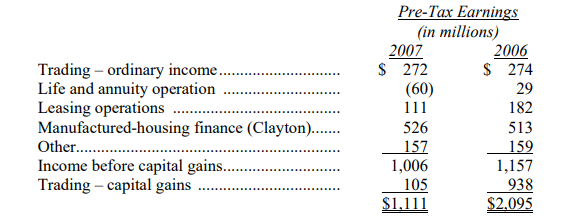 Pre-Tax Earnings
(in millions)
2007 2006
Trading – ordinary income.............................. $ 272 $ 274
Life and annuity operation ............................. (60) 29
Leasing operations ......................................... 111 182
Manufactured-housing finance (Clayton)....... 526 513
Other................................................................. 157 159
Income before capital gains............................. 1,006 1,157
Trading – capital gains ................................... 105 938
$1,111 $2,095